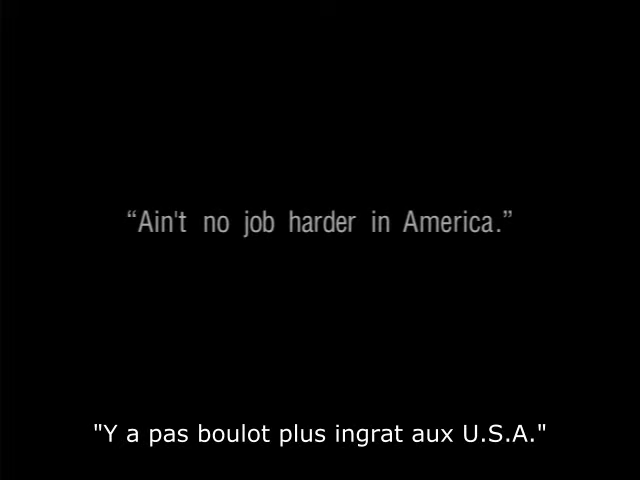 “Ain't no job harder in America.”
"Y a pas boulot plus ingrat aux U.S.A."